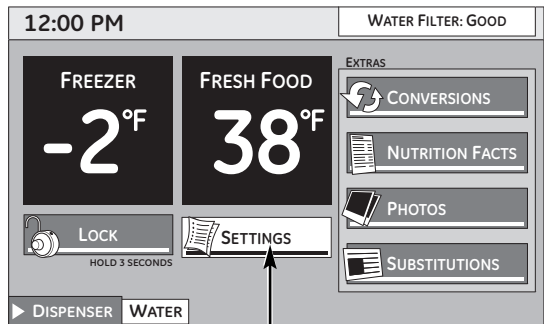 12:00 PM
WATER FILTER: GOOD
FREEZER
-2°F
FRESH FOOD
38°F
EXTRAS
CONVERSIONS
NUTRITION FACTS
PHOTOS
SUBSTITUTIONS
LOCK
HOLD 3 SECONDS
SETTINGS
DISPENSER
WATER